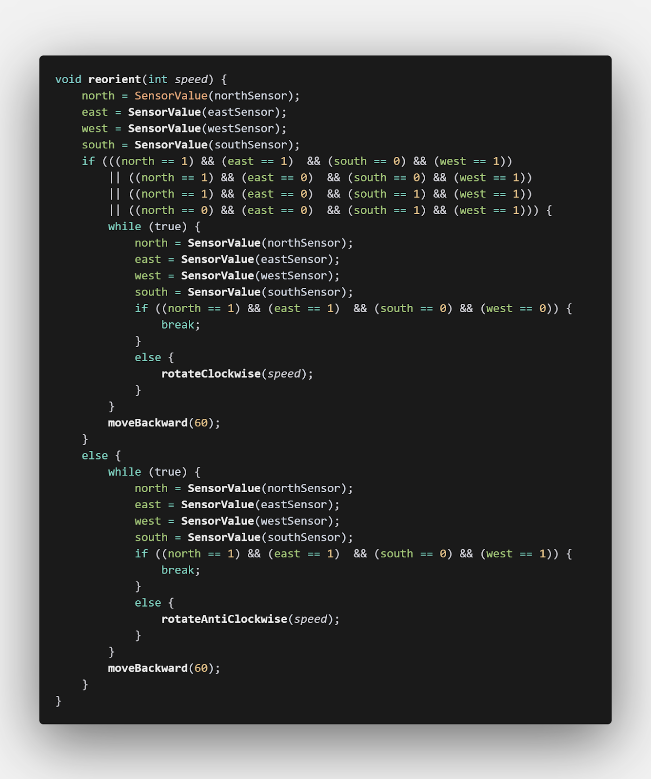 void reorient(int speed) {
    north = SensorValue(northSensor);
    east = SensorValue(eastSensor);
    west = SensorValue(westSensor);
    south = SensorValue(southSensor);
    if (((north == 1) && (east == 1)  && (south == 0) && (west == 1))
        || ((north == 1) && (east == 0)  && (south == 0) && (west == 1))
        || ((north == 1) && (east == 0)  && (south == 1) && (west == 1))
        || ((north == 0) && (east == 0)  && (south == 1) && (west == 1))) {
        while (true) {
            north = SensorValue(northSensor);
            east = SensorValue(eastSensor);
            west = SensorValue(westSensor);
            south = SensorValue(southSensor);
            if ((north == 1) && (east == 1)  && (south == 0) && (west == 0)) {
                break;
            }
            else {
                rotateClockwise(speed);
            }
        }
        moveBackward(60);
    }
    else {
        while (true) {
            north = SensorValue(northSensor);
            east = SensorValue(eastSensor);
            west = SensorValue(westSensor);
            south = SensorValue(southSensor);
            if ((north == 1) && (east == 1)  && (south == 0) && (west == 1)) {
                break;
            }
            else {
                rotateAntiClockwise(speed);
            }
        }
        moveBackward(60);
    }
}